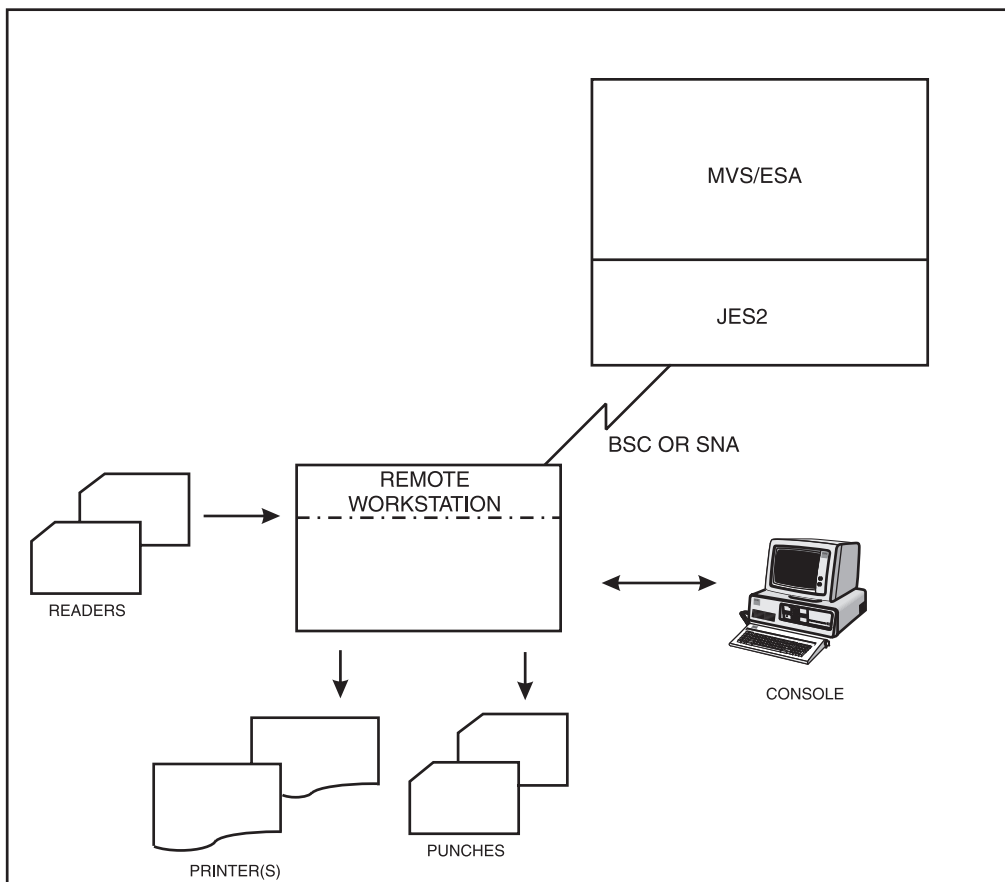 MVS/ESA
JES2
BSC OR SNA
REMOTE
WORKSTATION
READERS
CONSOLE
PRINTER(S)
PUNCHES